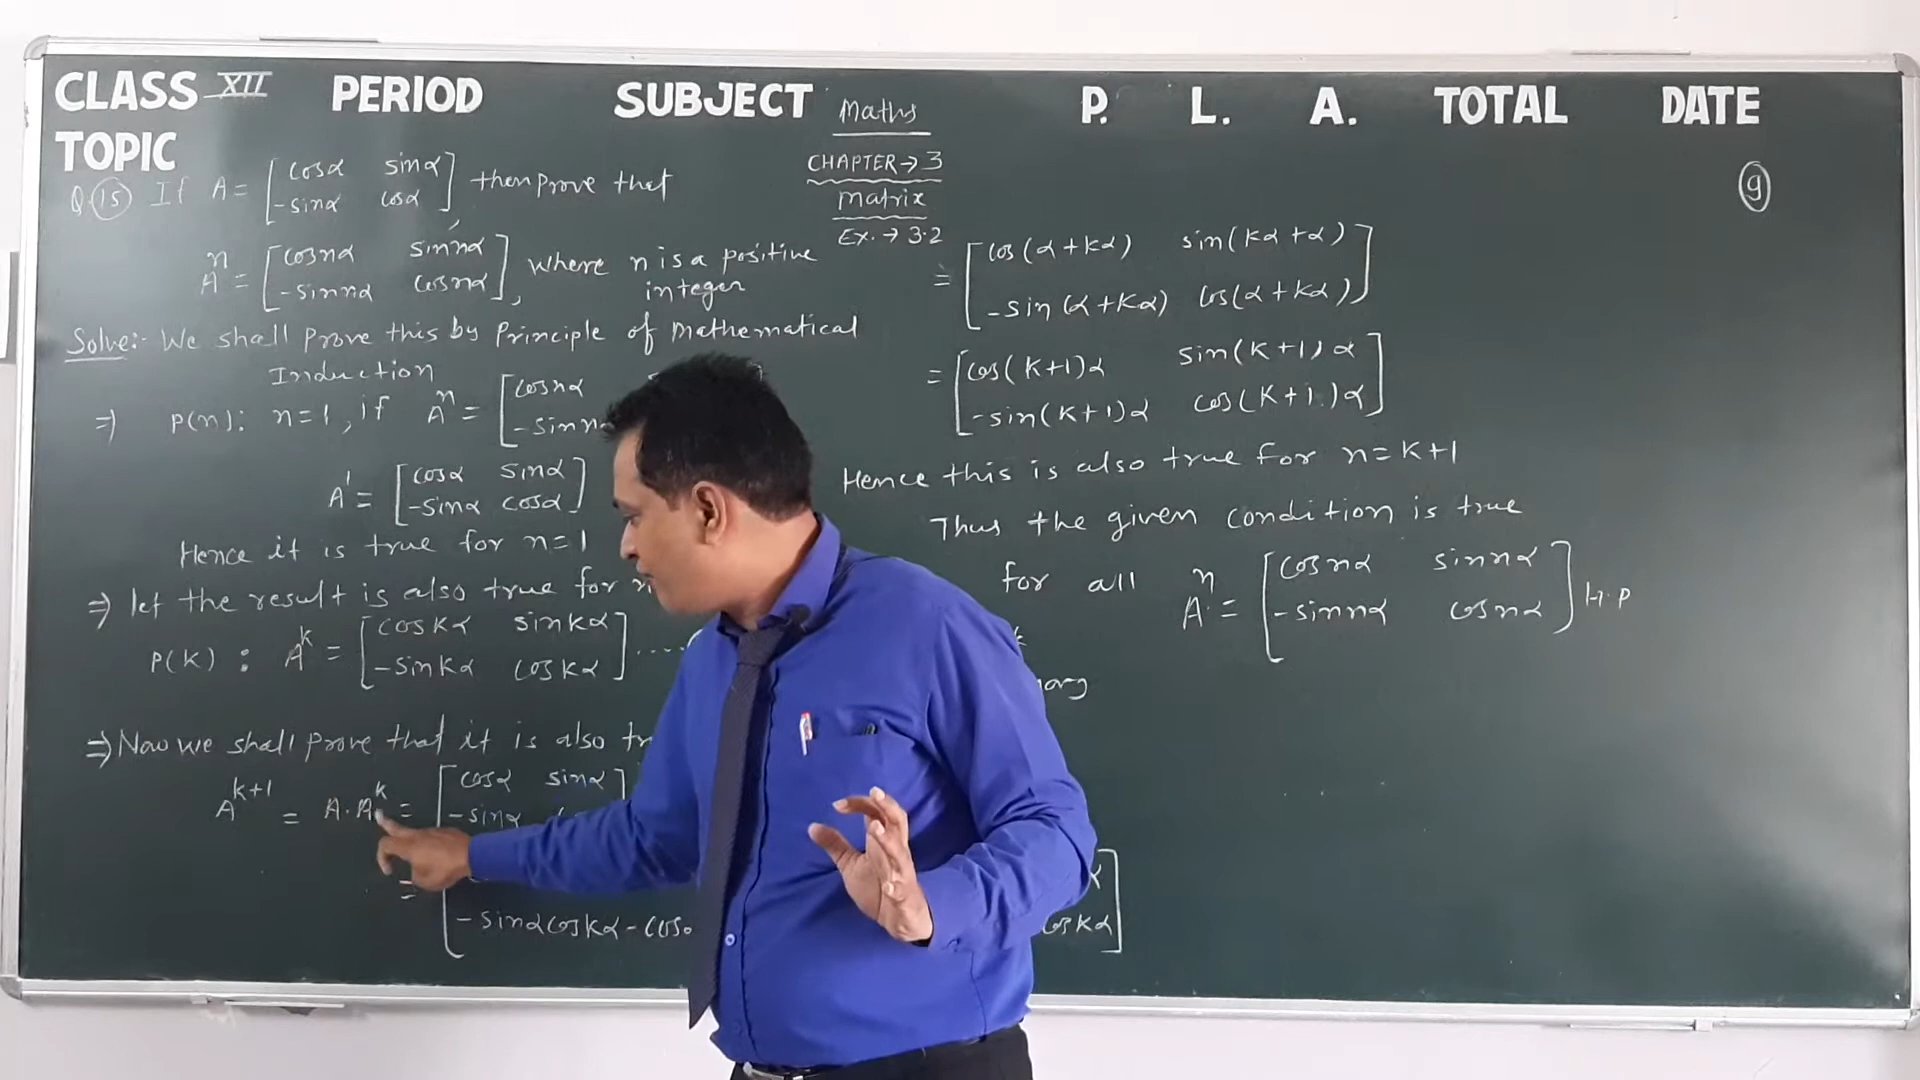 CLASS XII PERIOD SUBJECT Maths P. L. A. TOTAL DATE
TOPIC
CHAPTER→3
Matrix
Ex.→3.2
9
Q.15 If A = [cosα sinα
-sinα cosα], then prove that
Aⁿ = [cosnα sinnα
-sinnα cosnα], where n is a positive
integer
Solve:- We shall prove this by Principle of Mathematical
Induction
⇒ P(n): n=1, if Aⁿ = [cosnα
-sinn
A¹ = [cosα sinα
-sinα cosα]
Hence it is true for n=1
⇒ let the result is also true for
P(k) : Aᵏ = [coskα sinkα
-sinkα coskα] ....
⇒ Now we shall prove that it is also
Aᵏ⁺¹ = A.Aᵏ = [cosα sinα]
-sinα
=
-sinαcoskα-cos
coskα]
= [cos(α+kα) sin(kα+α)
-sin(α+kα) cos(α+kα)]
= [cos(k+1)α sin(k+1)α
-sin(k+1)α cos(k+1)α]
Hence this is also true for n=k+1
Thus the given condition is true
for all Aⁿ = [cosnα sinnα
-sinnα cosnα] H.P